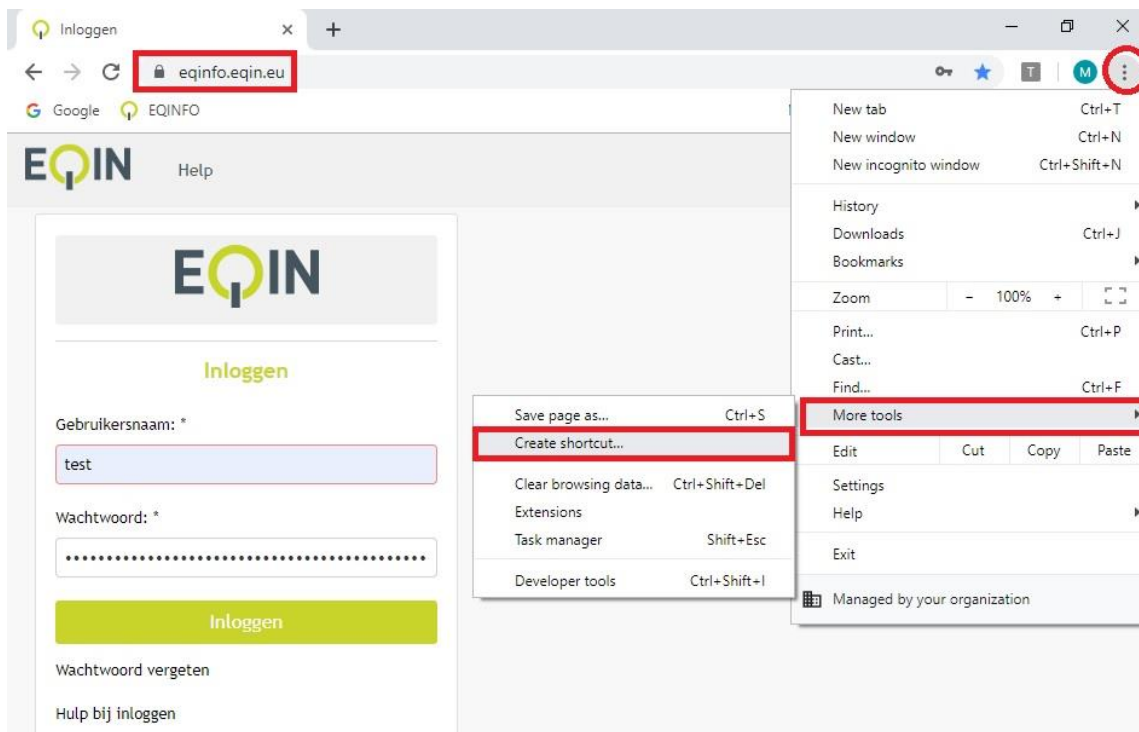 Inloggen
eqinfo.eqin.eu
T
M
Google EQINFO
EQIN Help
EQIN
Inloggen
Gebruikersnaam: *
test
Wachtwoord: *
Inloggen
Wachtwoord vergeten
Hulp bij inloggen
New tab Ctrl+T
New window Ctrl+N
New incognito window Ctrl+Shift+N
History
Downloads Ctrl+J
Bookmarks
Zoom - 100% +
Print... Ctrl+P
Cast...
Find... Ctrl+F
More tools
Edit Cut Copy Paste
Settings
Help
Exit
Managed by your organization
Save page as... Ctrl+S
Create shortcut...
Clear browsing data... Ctrl+Shift+Del
Extensions
Task manager Shift+Esc
Developer tools Ctrl+Shift+I